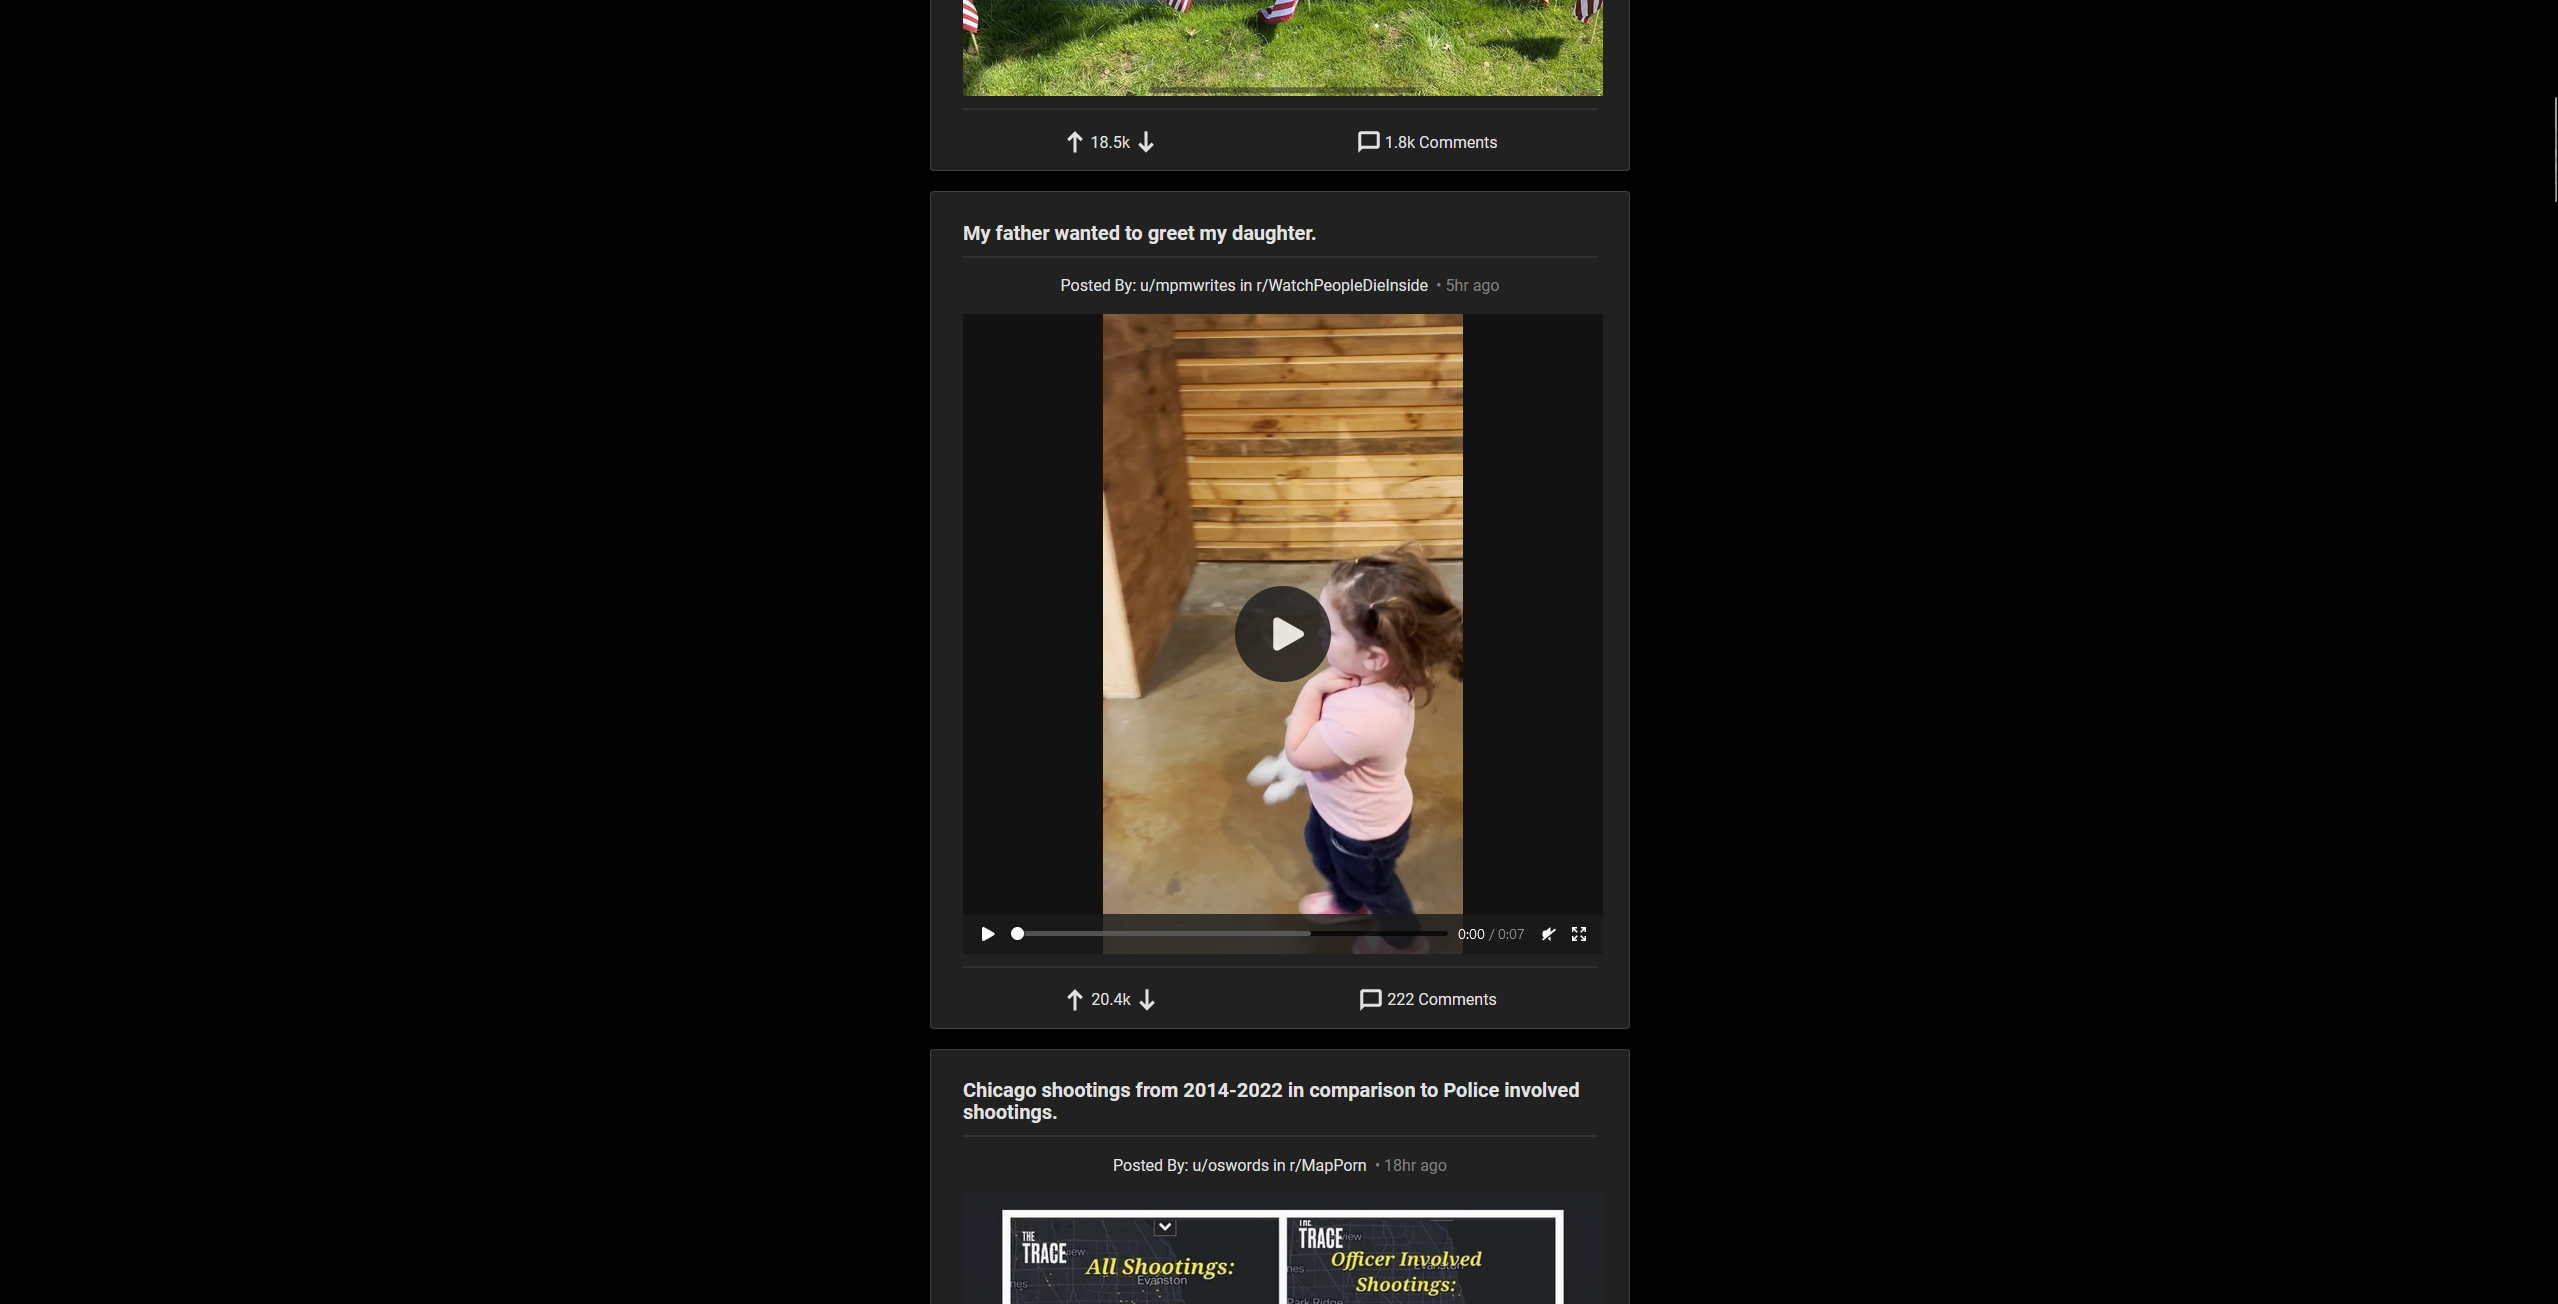 18.5k
1.8k Comments
My father wanted to greet my daughter.
Posted By: u/mpmwrites in r/WatchPeopleDieInside • 5hr ago
0:00 / 0:07
20.4k
222 Comments
Chicago shootings from 2014-2022 in comparison to Police involved
shootings.
Posted By: u/oswords in r/MapPorn • 18hr ago
THE
TRACE
All Shootings:
Evanston
THE
TRACE
Officer Involved
Evanston
Shootings:
Park Ridge